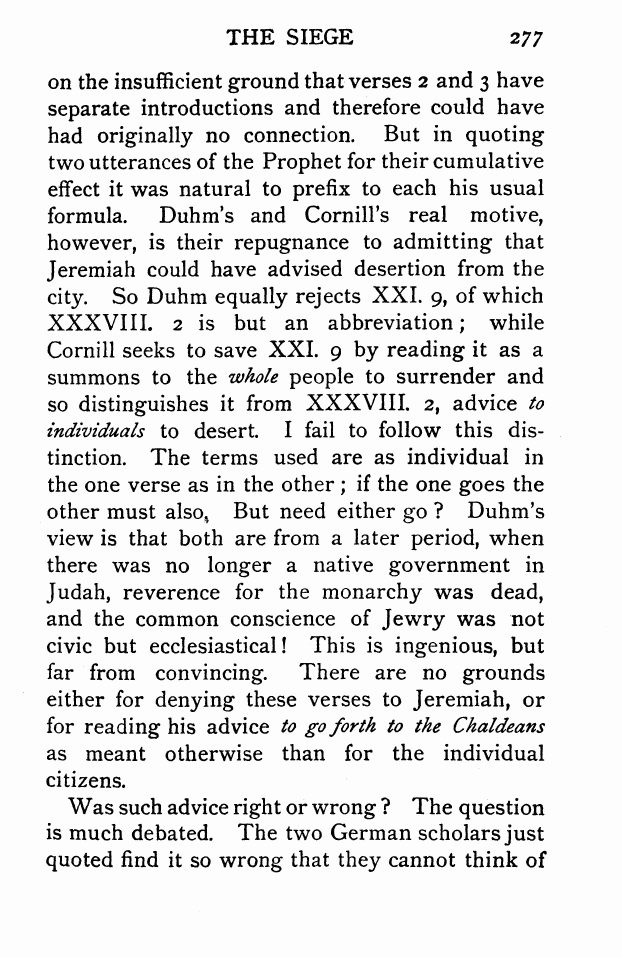 THE SIEGE 277
on the insufficient ground that verses 2 and 3 have
separate introductions and therefore could have
had originally no connection. But in quoting
two utterances of the Prophet for their cumulative
effect it was natural to prefix to each his usual
formula. Duhm's and Cornill's real motive,
however, is their repugnance to admitting that
Jeremiah could have advised desertion from the
city. So Duhm equally rejects XXI. 9, of which
XXXVIII. 2 is but an abbreviation; while
Cornill seeks to save XXI. 9 by reading it as a
summons to the whole people to surrender and
so distinguishes it from XXXVIII. 2, advice to
individuals to desert. I fail to follow this dis-
tinction. The terms used are as individual in
the one verse as in the other; if the one goes the
other must also, But need either go? Duhm's
view is that both are from a later period, when
there was no longer a native government in
Judah, reverence for the monarchy was dead,
and the common conscience of Jewry was not
civic but ecclesiastical! This is ingenious, but
far from convincing. There are no grounds
either for denying these verses to Jeremiah, or
for reading his advice to go forth to the Chaldeans
as meant otherwise than for the individual
citizens.
Was such advice right or wrong? The question
is much debated. The two German scholars just
quoted find it so wrong that they cannot think of